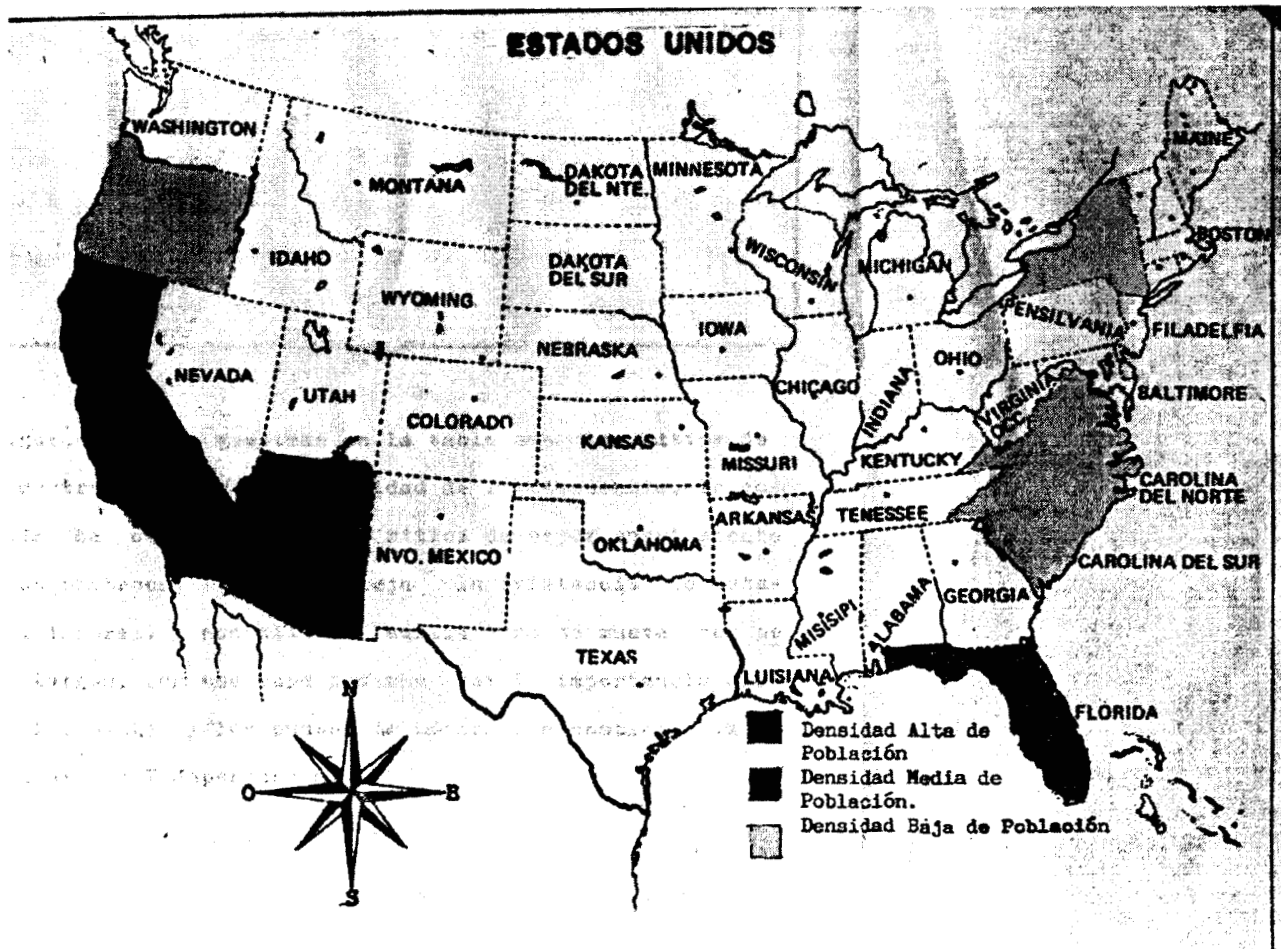 ESTADOS UNIDOS
WASHINGTON
MONTANA
DAKOTA
DEL NTE.
MINNESOTA
MAINE
IDAHO
WYOMING
DAKOTA
DEL SUR
WISCONSIN
MICHIGAN
BOSTON
NEBRASKA
IOWA
PENSILVANIA
FILADELFIA
NEVADA
UTAH
COLORADO
KANSAS
CHICAGO
INDIANA
OHIO
VIRGINIA
OCC.
BALTIMORE
MISSURI
KENTUCKY
CAROLINA
DEL NORTE
NVO. MEXICO
OKLAHOMA
ARKANSAS
TENESSEE
CAROLINA DEL SUR
TEXAS
LUISIANA
MISISIPI
ALABAMA
GEORGIA
FLORIDA
N
O
E
S
Densidad Alta de
Población
Densidad Media de
Población.
Densidad Baja de Población